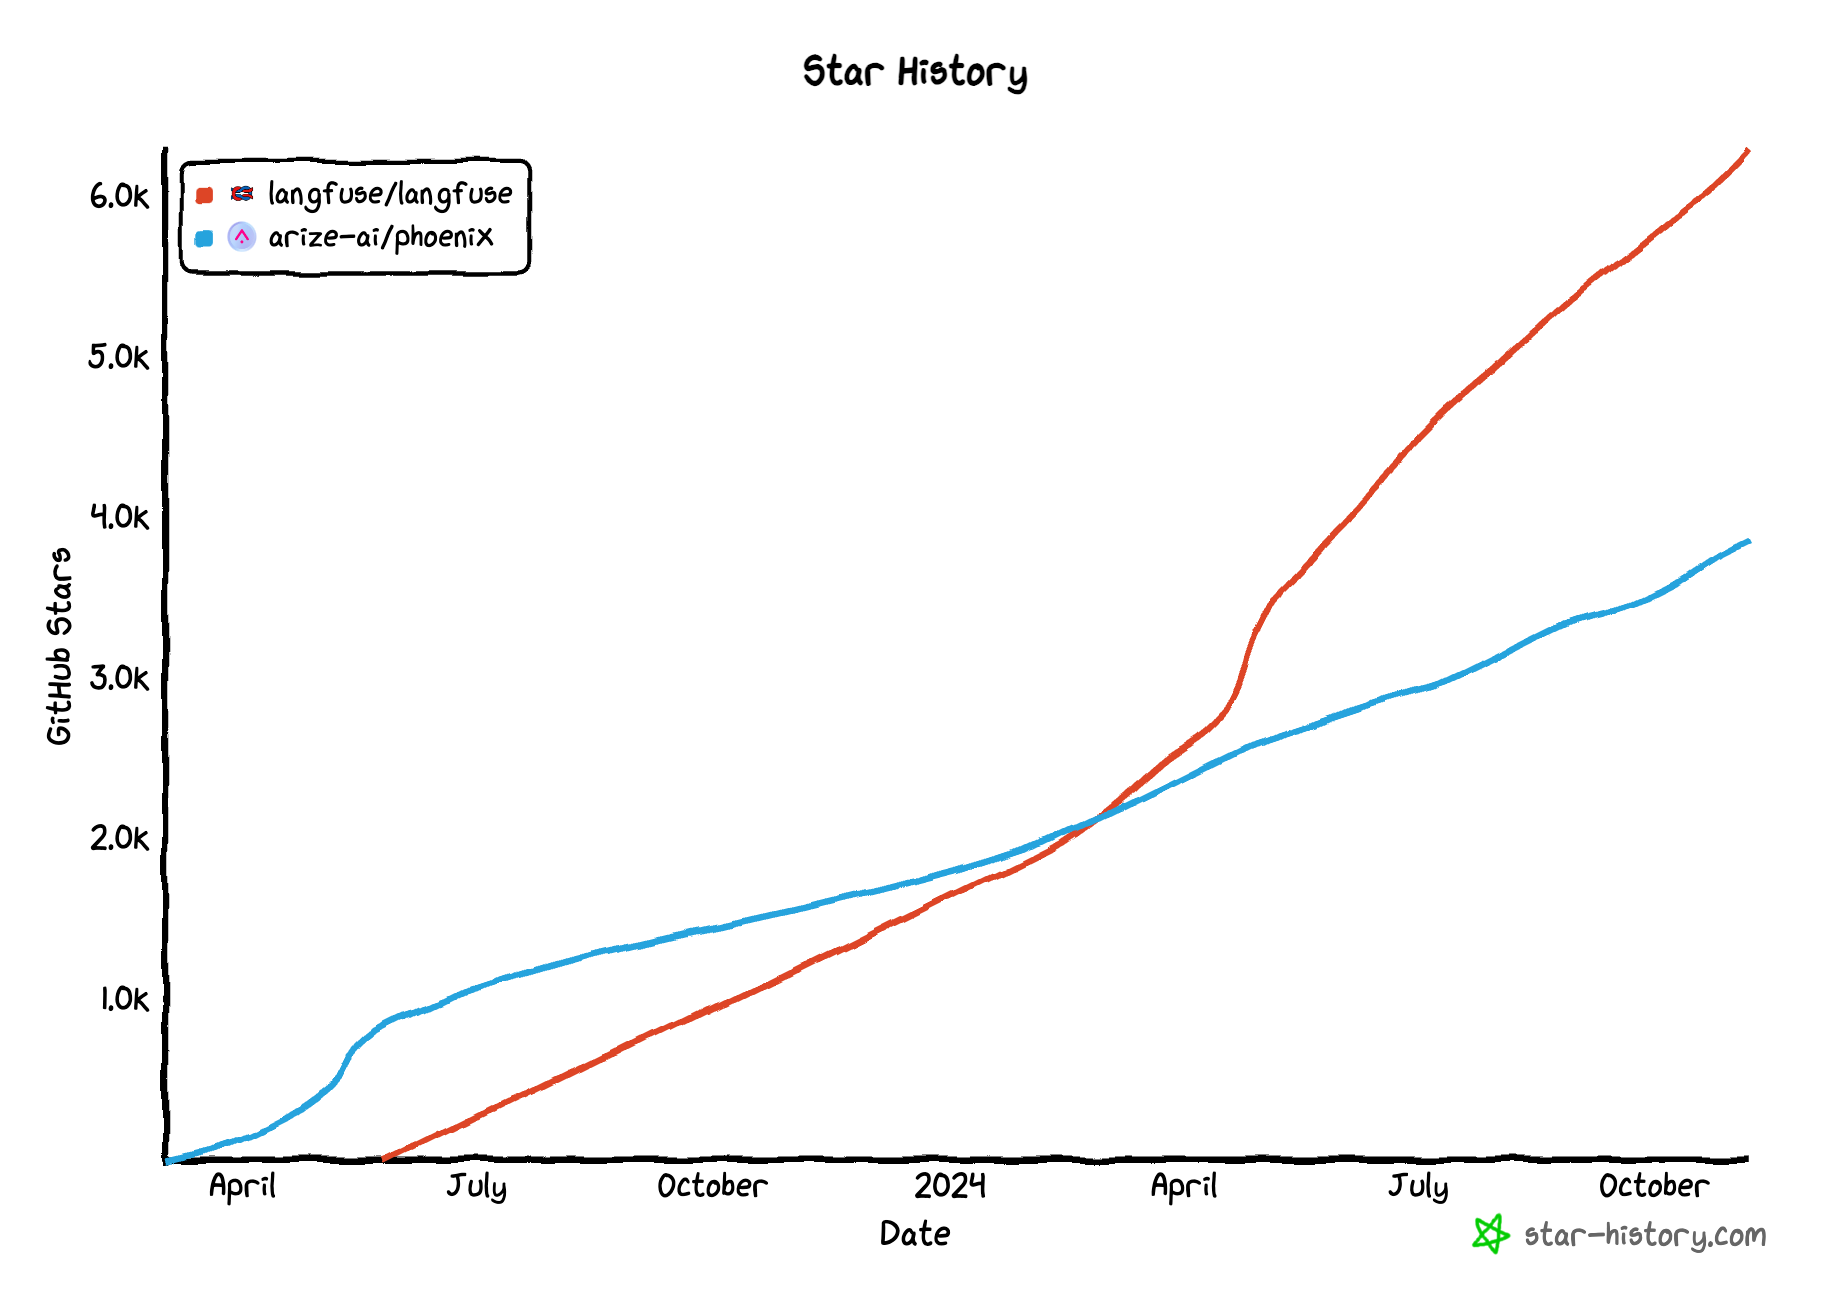 Star History
langfuse/langfuse
arize-ai/phoenix
6.0K
5.0K
4.0K
3.0K
2.0K
1.0K
GitHub Stars
April July October 2024 April July October
Date
star-history.com